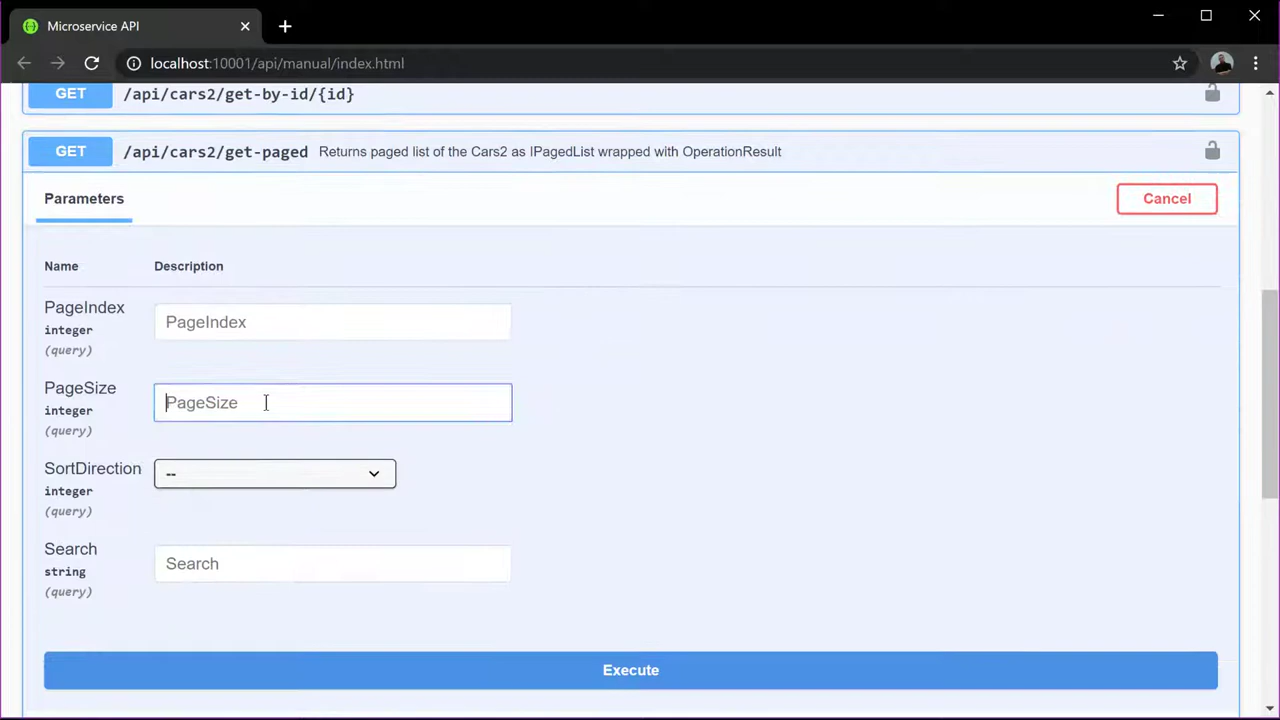 Microservice API
localhost:10001/api/manual/index.html
GET /api/cars2/get-by-id/{id}
GET /api/cars2/get-paged Returns paged list of the Cars2 as IPagedList wrapped with OperationResult
Parameters
Cancel
Name Description
PageIndex
integer
(query)
PageIndex
PageSize
integer
(query)
PageSize
SortDirection
integer
(query)
--
Search
string
(query)
Search
Execute